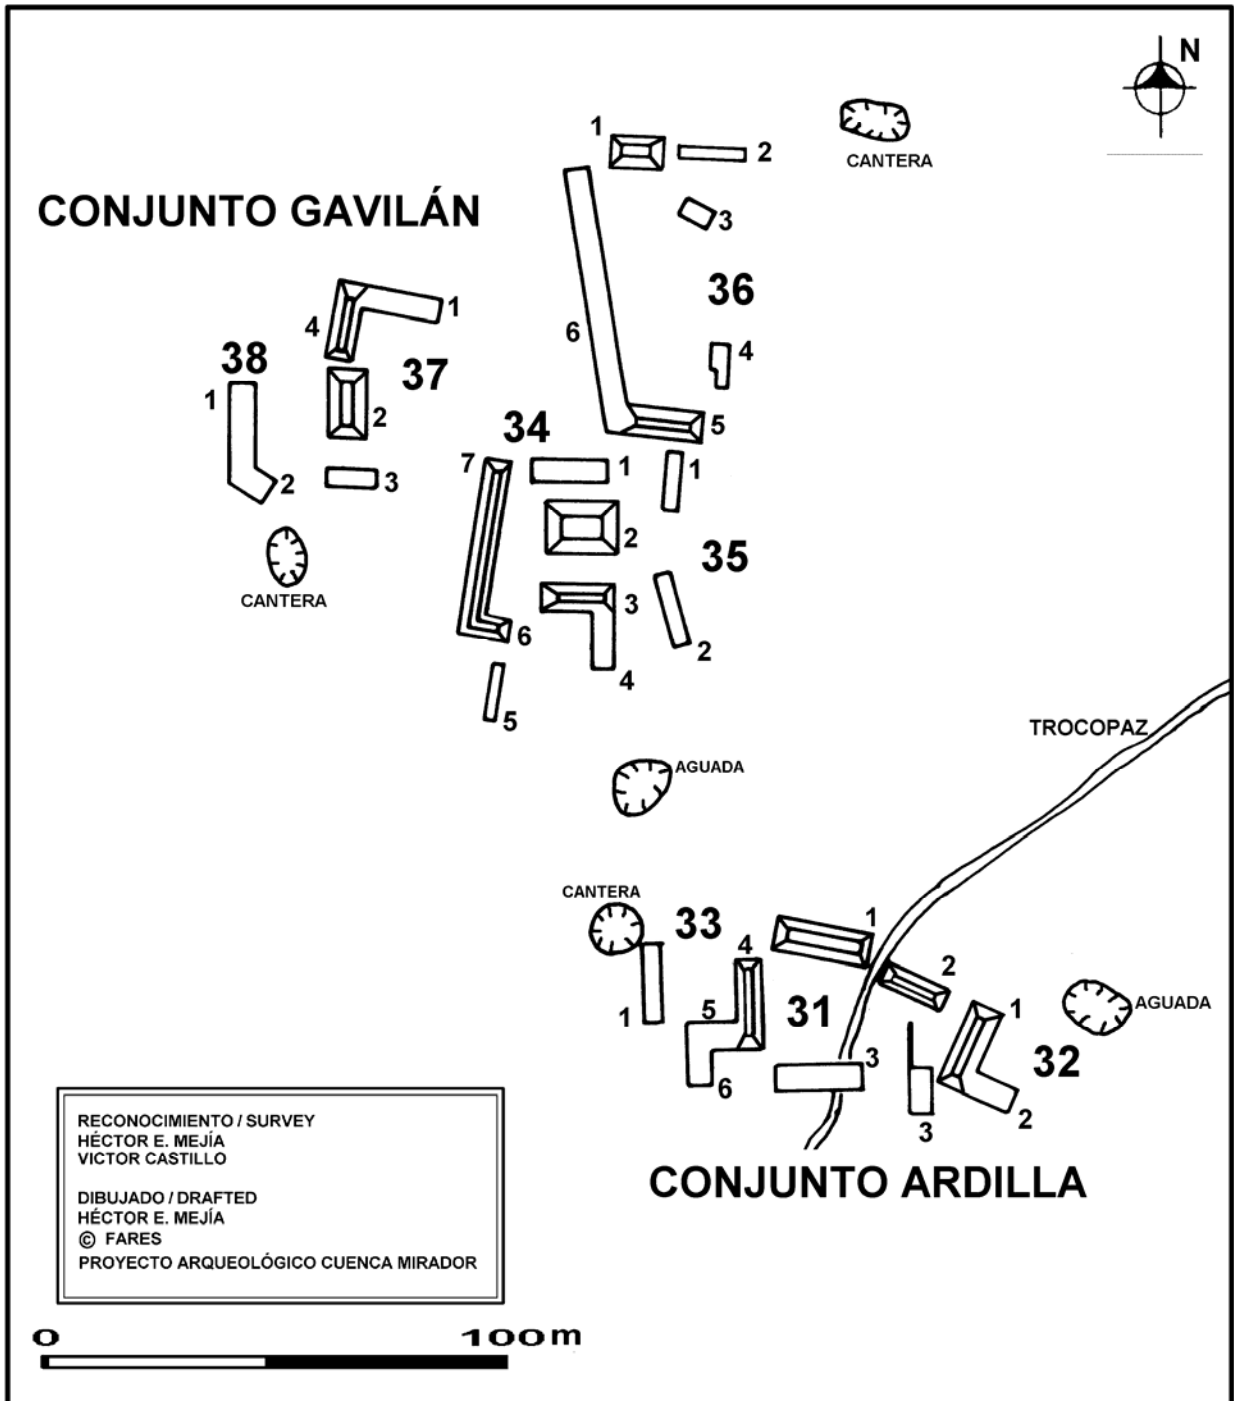 N
1
2
CANTERA
CONJUNTO GAVILÁN
3
36
1
4
6
38
37
4
1
2
5
34
7
1
1
2
3
2
35
CANTERA
3
6
2
4
5
TROCOPAZ
AGUADA
CANTERA
33
1
4
2
AGUADA
1
5
31
1
3
32
6
2
3
CONJUNTO ARDILLA
RECONOCIMIENTO / SURVEY
HÉCTOR E. MEJÍA
VICTOR CASTILLO
DIBUJADO / DRAFTED
HÉCTOR E. MEJÍA
© FARES
PROYECTO ARQUEOLÓGICO CUENCA MIRADOR
0 100m